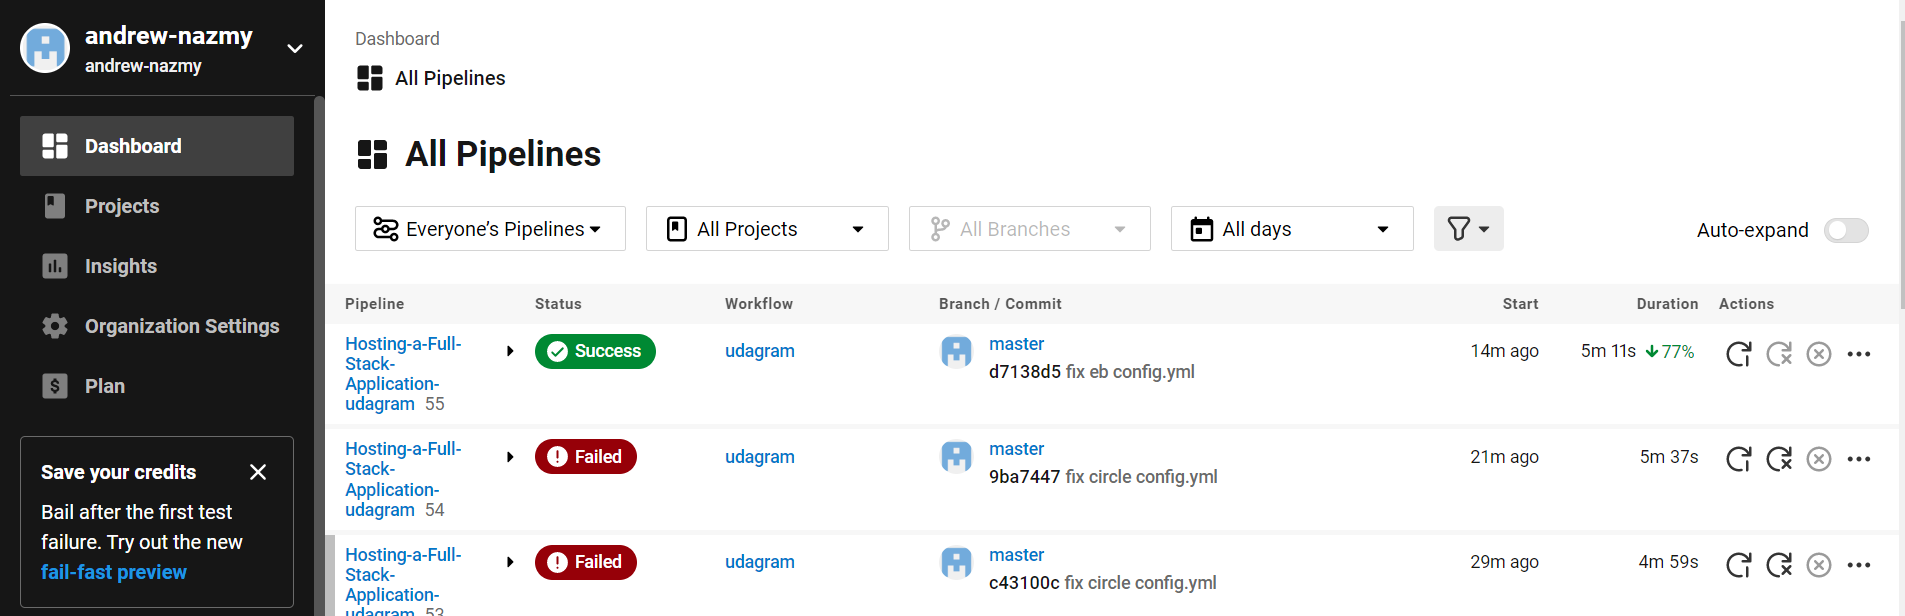 andrew-nazmy
andrew-nazmy
Dashboard
Projects
Insights
Organization Settings
Plan
Save your credits
Bail after the first test
failure. Try out the new
fail-fast preview
Dashboard
All Pipelines
All Pipelines
Everyone’s Pipelines
All Projects
All Branches
All days
Auto-expand
Pipeline Status Workflow Branch / Commit Start Duration Actions
Hosting-a-Full-
Stack-
Application-
udagram 55
Success
udagram
master
d7138d5 fix eb config.yml
14m ago
5m 11s 77%
Hosting-a-Full-
Stack-
Application-
udagram 54
Failed
udagram
master
9ba7447 fix circle config.yml
21m ago
5m 37s
Hosting-a-Full-
Stack-
Application-
udagram 53
Failed
udagram
master
c43100c fix circle config.yml
29m ago
4m 59s